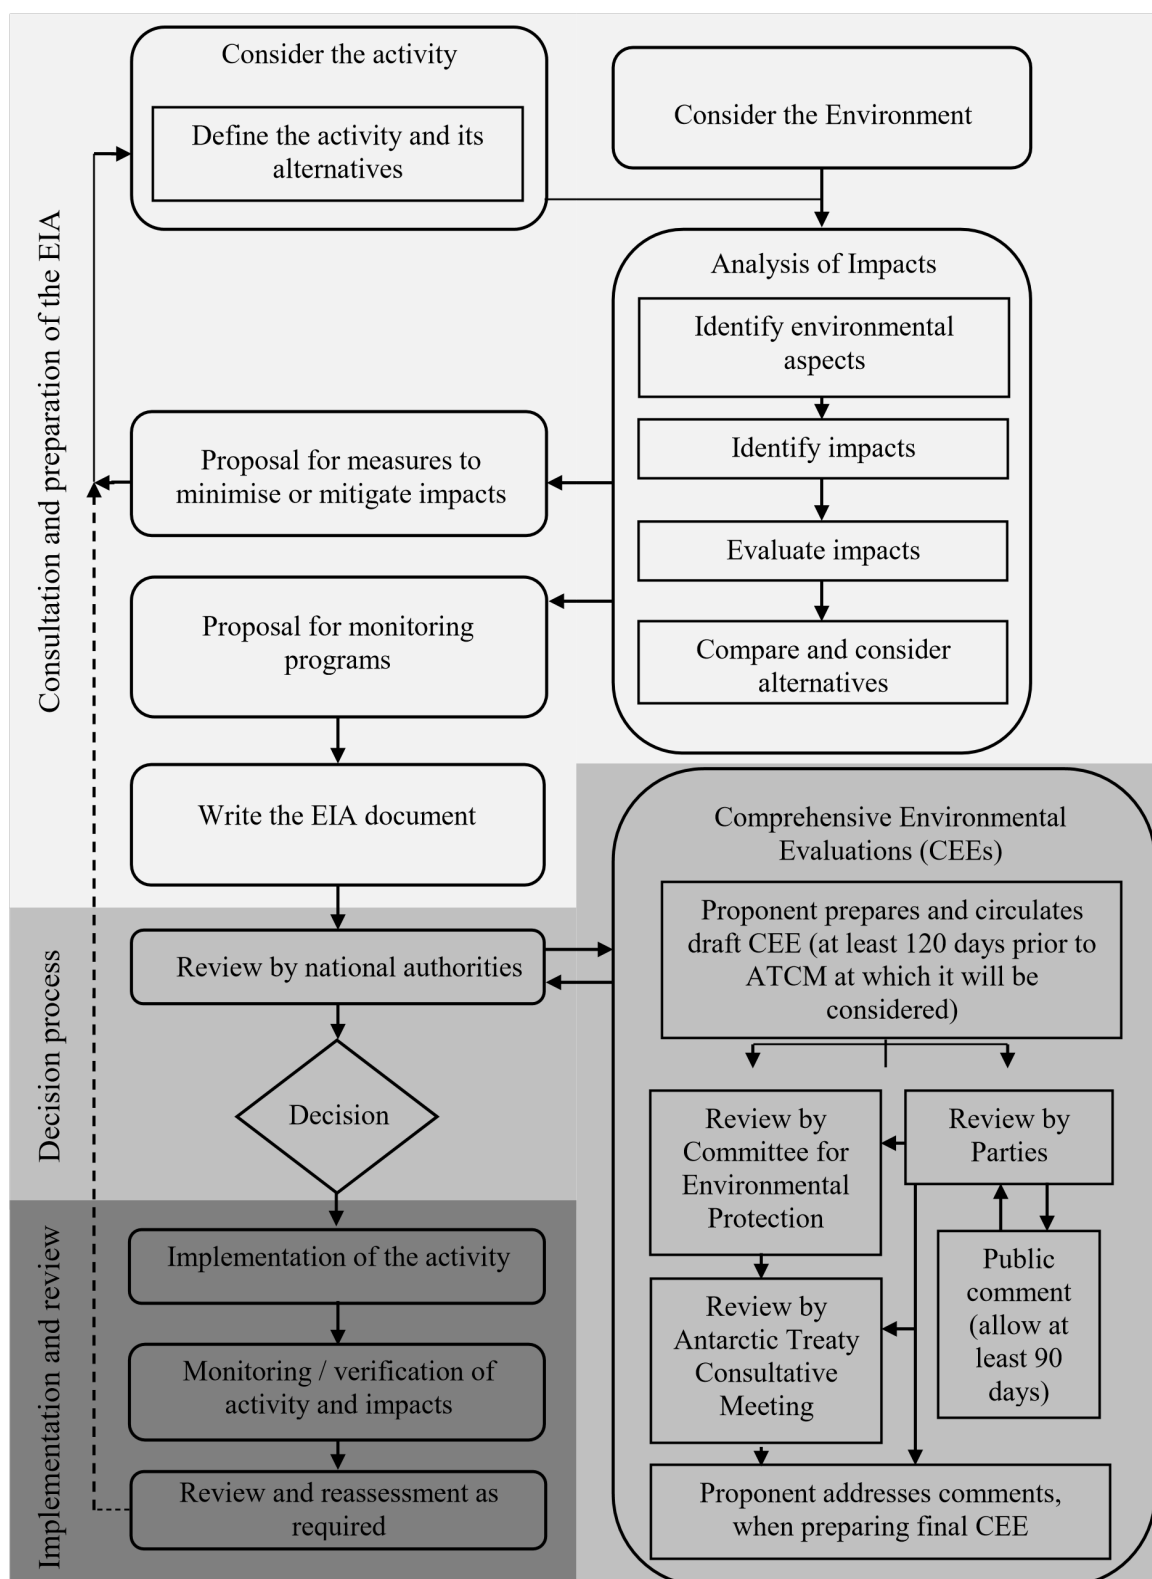 Consider the activity
Define the activity and its
alternatives
Consider the Environment
Analysis of Impacts
Identify environmental
aspects
Identify impacts
Evaluate impacts
Compare and consider
alternatives
Proposal for measures to
minimise or mitigate impacts
Proposal for monitoring
programs
Write the EIA document
Consultation and preparation of the EIA
Review by national authorities
Decision
Decision process
Comprehensive Environmental
Evaluations (CEEs)
Proponent prepares and circulates
draft CEE (at least 120 days prior to
ATCM at which it will be
considered)
Review by
Committee for
Environmental
Protection
Review by
Parties
Public
comment
(allow at
least 90
days)
Review by
Antarctic Treaty
Consultative
Meeting
Proponent addresses comments,
when preparing final CEE
Implementation of the activity
Monitoring / verification of
activity and impacts
Review and reassessment as
required
Implementation and review